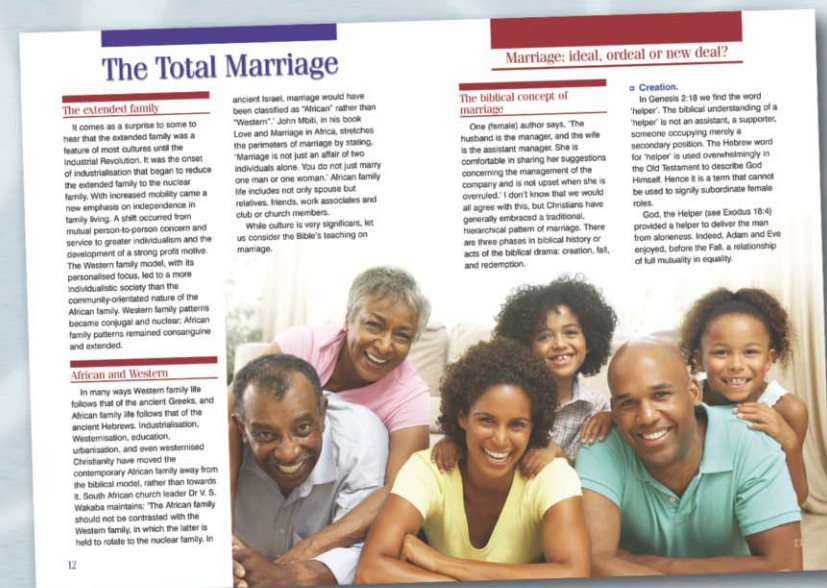 The Total Marriage
The extended family
It comes as a surprise to some to
hear that the extended family was a
feature of most cultures until the
Industrial Revolution. It was the onset
of industrialisation that began to reduce
the extended family to the nuclear
family. With increased mobility came a
new emphasis on independence in
family living. A shift occurred from
mutual person-to-person concern and
service to greater individualism and the
development of a strong profit motive.
The Western family model, with its
personalised focus, led to a more
individualistic society than the
community-orientated nature of the
African family. Western family patterns
became conjugal and nuclear; African
family patterns remained consanguine
and extended.
African and Western
In many ways Western family life
follows that of the ancient Greeks, and
African family life follows that of the
ancient Hebrews. Industrialisation,
Westernisation, education,
urbanisation, and even westernised
Christianity have moved the
contemporary African family away from
the biblical model, rather than towards
it. South African church leader Dr V. S.
Wakaba maintains: 'The African family
should not be contrasted with the
Western family, in which the latter is
held to rotate to the nuclear family. In
12
ancient Israel, marriage would have
been classified as "African" rather than
"Western".' John Mbiti, in his book
Love and Marriage in Africa, stretches
the perimeters of marriage by stating,
'Marriage is not just an affair of two
individuals alone. You do not just marry
one man or one woman.' African family
life includes not only spouse but
relatives, friends, work associates and
club or church members.
While culture is very significant, let
us consider the Bible's teaching on
marriage.
Marriage: ideal, ordeal or new deal?
The biblical concept of
marriage
One (female) author says, 'The
husband is the manager, and the wife
is the assistant manager. She is
comfortable in sharing her suggestions
concerning the management of the
company and is not upset when she is
overruled.' I don't know that we would
all agree with this, but Christians have
generally embraced a traditional,
hierarchical pattern of marriage. There
are three phases in biblical history or
acts of the biblical drama: creation, fall,
and redemption.
Creation.
In Genesis 2:18 we find the word
'helper'. The biblical understanding of a
'helper' is not an assistant, a supporter,
someone occupying merely a
secondary position. The Hebrew word
for 'helper' is used overwhelmingly in
the Old Testament to describe God
Himself. Hence it is a term that cannot
be used to signify subordinate female
roles.
God, the Helper (see Exodus 18:4)
provided a helper to deliver the man
from aloneness. Indeed, Adam and Eve
enjoyed, before the Fall, a relationship
of full mutuality in equality.